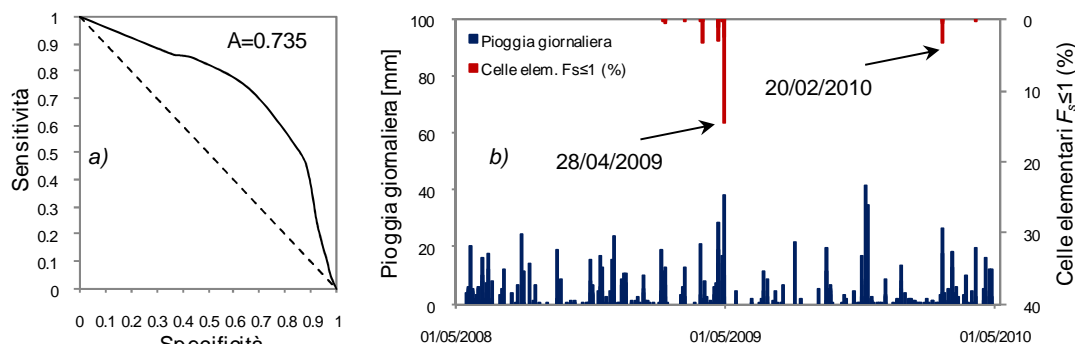 1
0.9
0.8
0.7
0.6
0.5
0.4
0.3
0.2
0.1
0
Sensitività
A=0.735
a)
0 0.1 0.2 0.3 0.4 0.5 0.6 0.7 0.8 0.9 1
Specificità
100
80
60
40
20
0
Pioggia giornaliera [mm]
Pioggia giornaliera
Celle elem. Fs≤1 (%)
b)
28/04/2009
20/02/2010
0
10
20
30
40
Celle elementari Fs≤1 (%)
01/05/2008 01/05/2009 01/05/2010